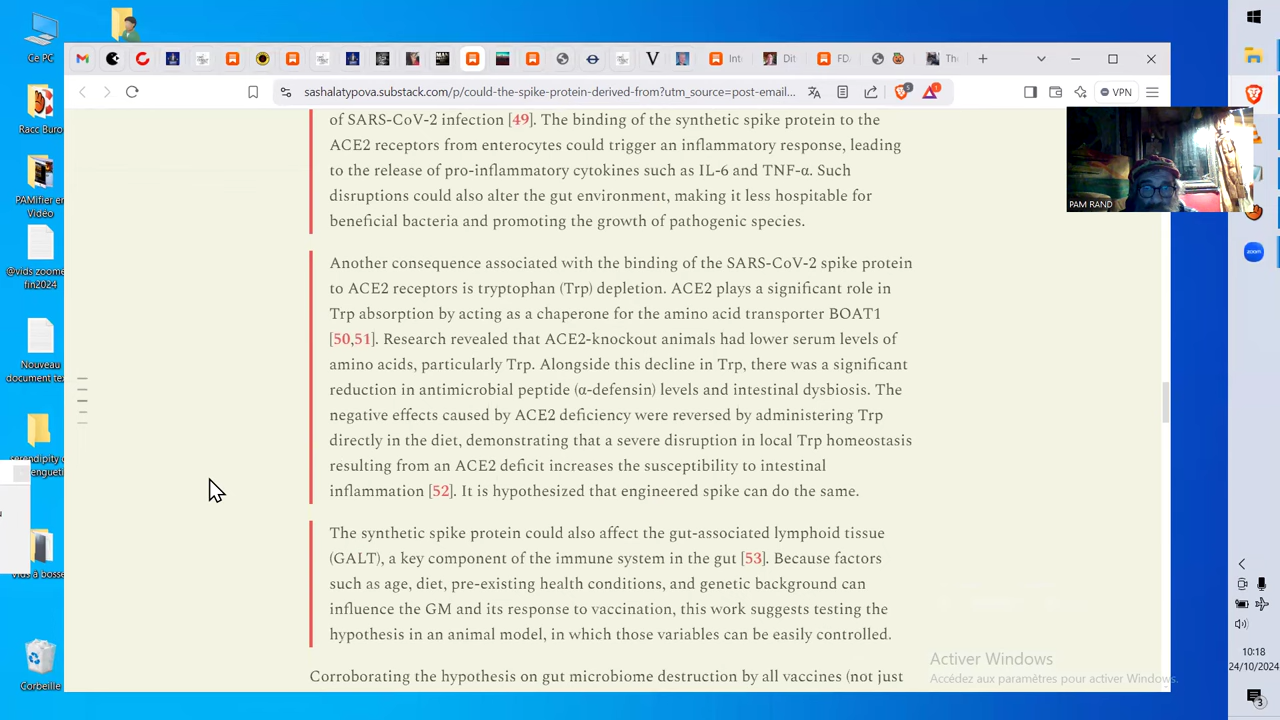 Ce PC
Racc Buro
PAMifier en
Vidéo
@vids zoome
fin2024
Nouveau
document te...
serendipity c
enguett
vids à bosse
Corbeille
Int
Dit
FD
Th
sashalatypova.substack.com/p/could-the-spike-protein-derived-from?utm_source=post-email...
VPN
of SARS-CoV-2 infection [49]. The binding of the synthetic spike protein to the
ACE2 receptors from enterocytes could trigger an inflammatory response, leading
to the release of pro-inflammatory cytokines such as IL-6 and TNF-α. Such
disruptions could also alter the gut environment, making it less hospitable for
beneficial bacteria and promoting the growth of pathogenic species.
Another consequence associated with the binding of the SARS-CoV-2 spike protein
to ACE2 receptors is tryptophan (Trp) depletion. ACE2 plays a significant role in
Trp absorption by acting as a chaperone for the amino acid transporter BOAT1
[50,51]. Research revealed that ACE2-knockout animals had lower serum levels of
amino acids, particularly Trp. Alongside this decline in Trp, there was a significant
reduction in antimicrobial peptide (α-defensin) levels and intestinal dysbiosis. The
negative effects caused by ACE2 deficiency were reversed by administering Trp
directly in the diet, demonstrating that a severe disruption in local Trp homeostasis
resulting from an ACE2 deficit increases the susceptibility to intestinal
inflammation [52]. It is hypothesized that engineered spike can do the same.
The synthetic spike protein could also affect the gut-associated lymphoid tissue
(GALT), a key component of the immune system in the gut [53]. Because factors
such as age, diet, pre-existing health conditions, and genetic background can
influence the GM and its response to vaccination, this work suggests testing the
hypothesis in an animal model, in which those variables can be easily controlled.
Corroborating the hypothesis on gut microbiome destruction by all vaccines (not just
PAM RAND
zoom
Activer Windows
Accédez aux paramètres pour activer Windows.
10:18
24/10/2024
3